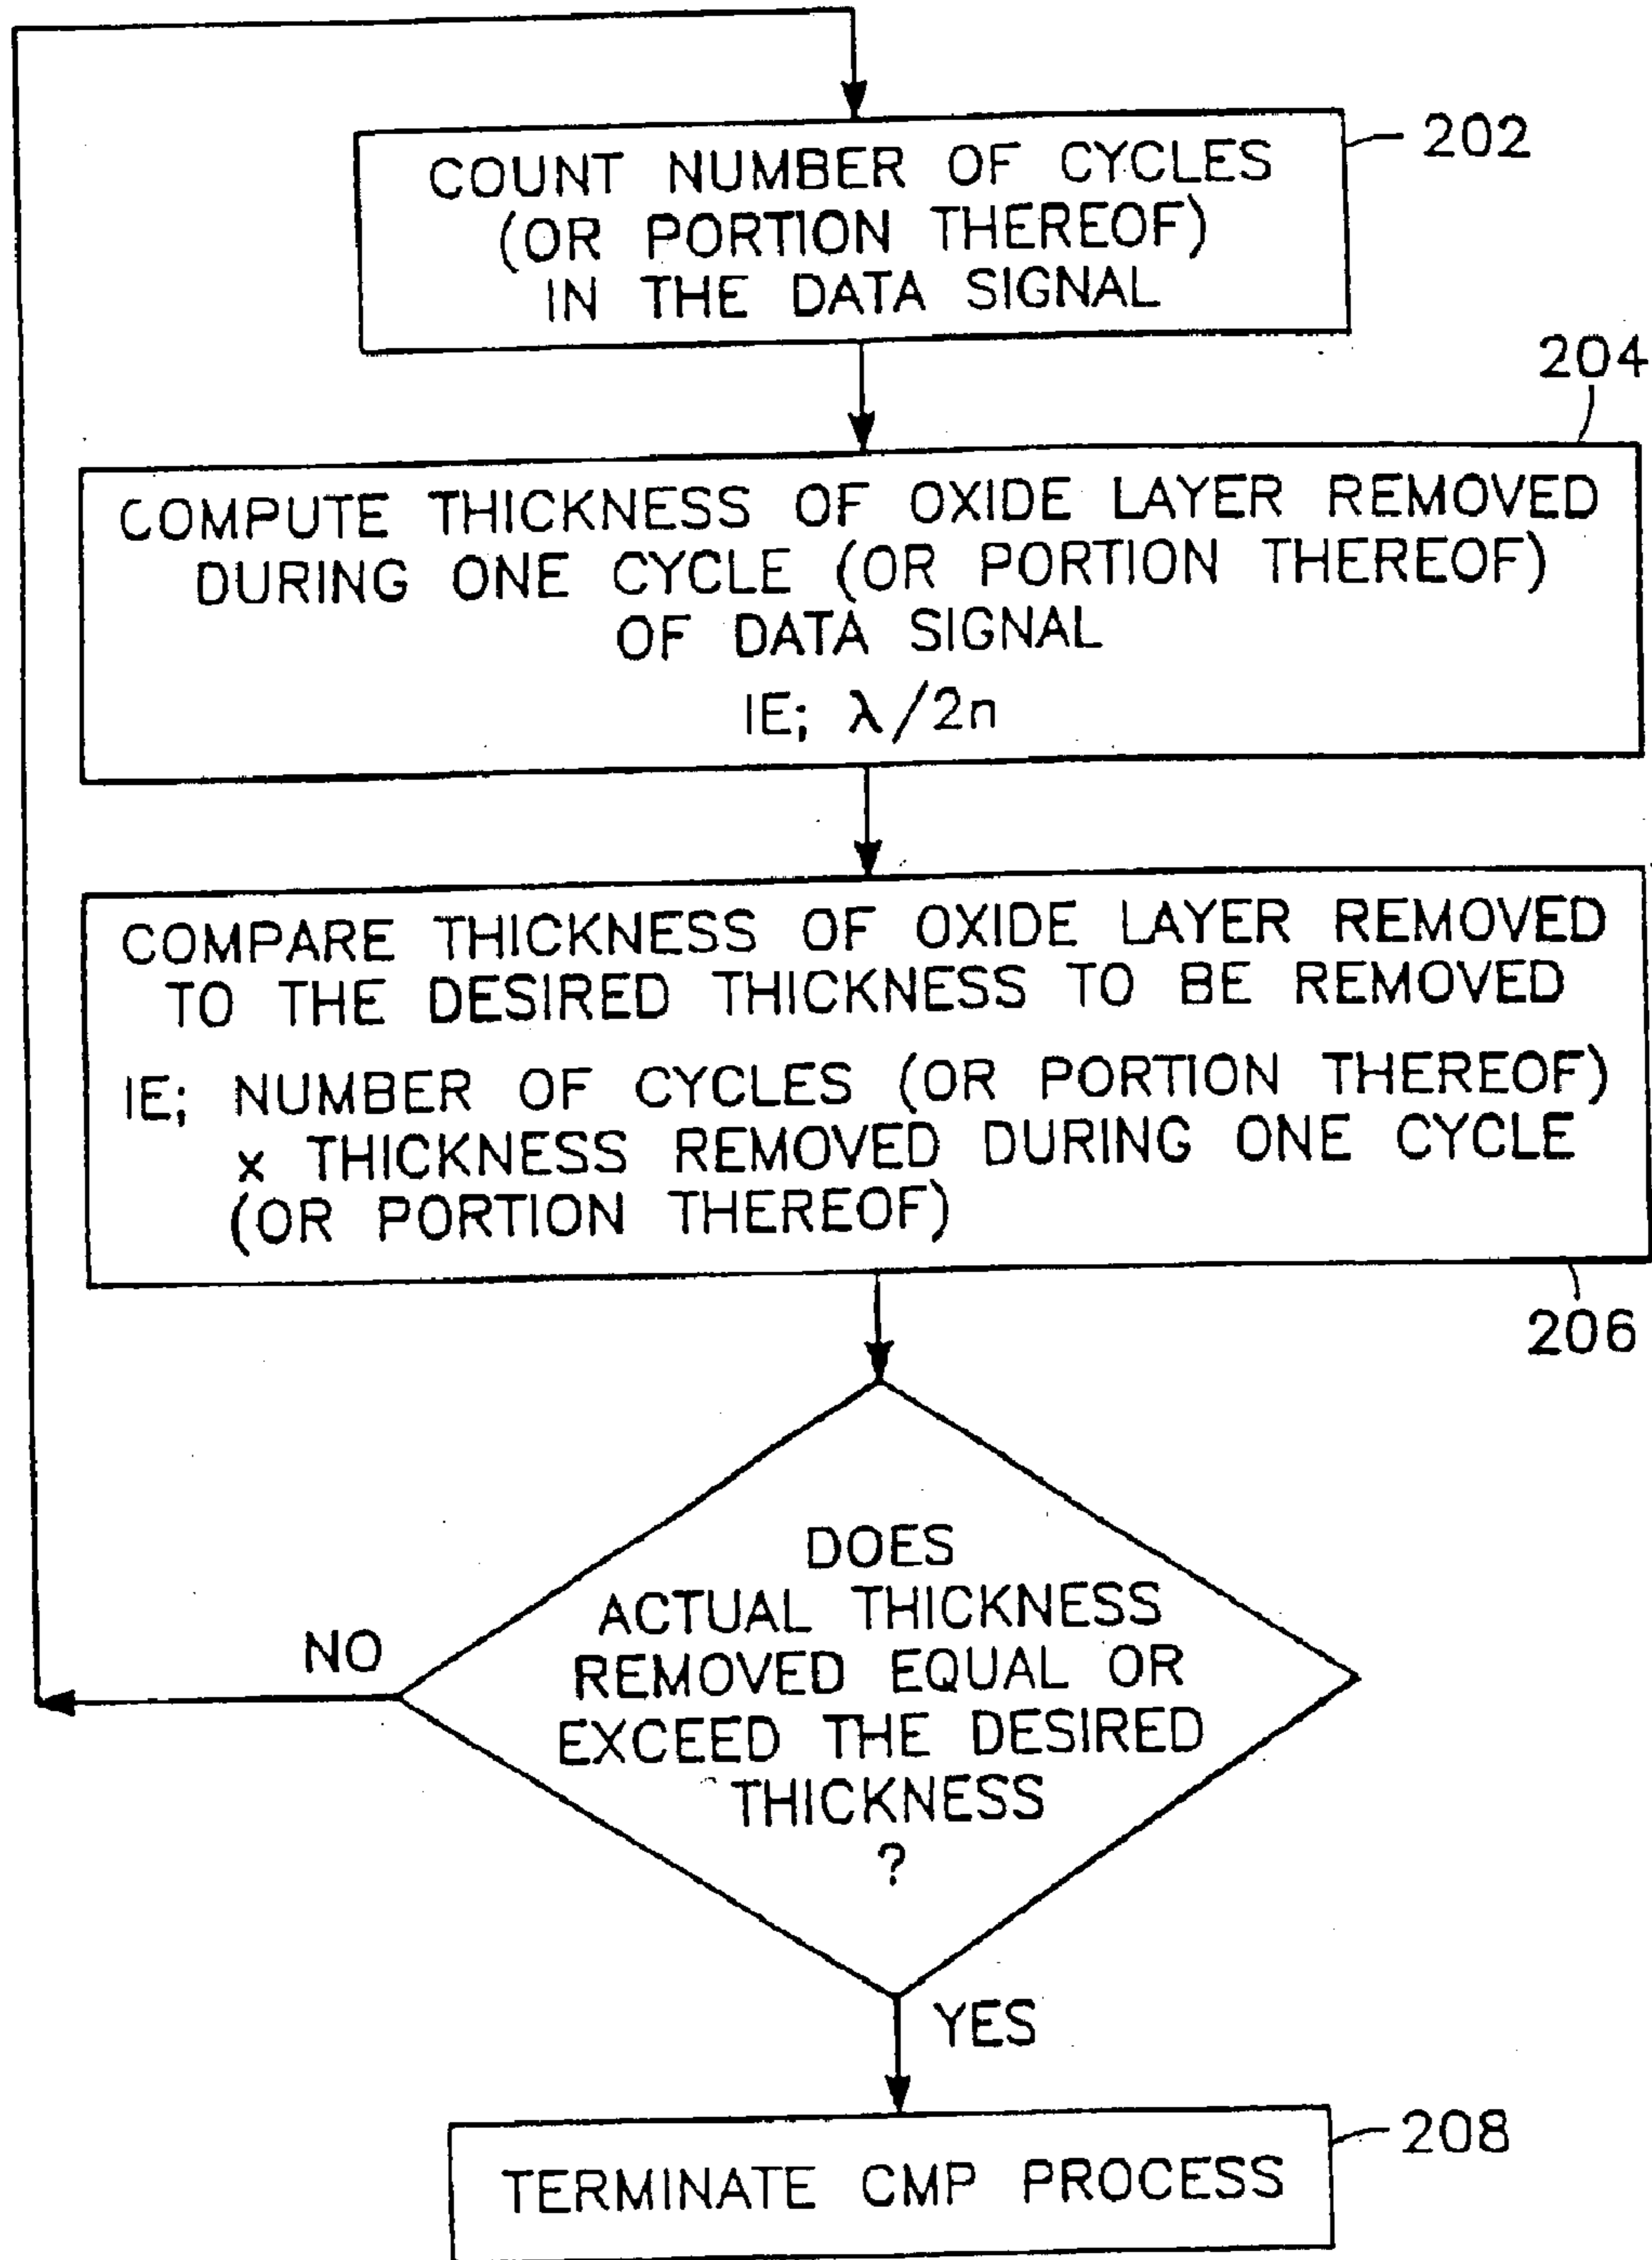 COUNT NUMBER OF CYCLES
(OR PORTION THEREOF)
IN THE DATA SIGNAL
202
204
COMPUTE THICKNESS OF OXIDE LAYER REMOVED
DURING ONE CYCLE (OR PORTION THEREOF)
OF DATA SIGNAL
IE; λ/2n
COMPARE THICKNESS OF OXIDE LAYER REMOVED
TO THE DESIRED THICKNESS TO BE REMOVED
IE; NUMBER OF CYCLES (OR PORTION THEREOF)
x THICKNESS REMOVED DURING ONE CYCLE
(OR PORTION THEREOF)
206
DOES
ACTUAL THICKNESS
REMOVED EQUAL OR
EXCEED THE DESIRED
THICKNESS
?
NO
YES
208
TERMINATE CMP PROCESS